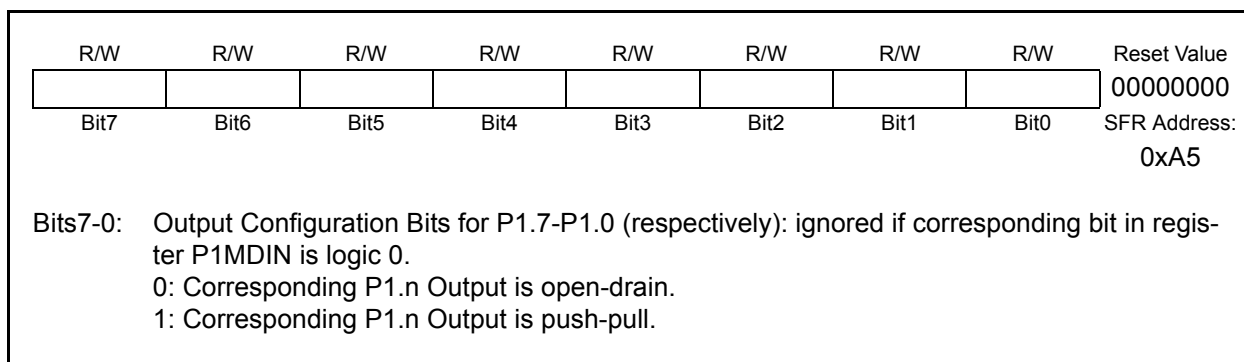 R/W R/W R/W R/W R/W R/W R/W R/W Reset Value
00000000
Bit7 Bit6 Bit5 Bit4 Bit3 Bit2 Bit1 Bit0 SFR Address:
0xA5
Bits7-0: Output Configuration Bits for P1.7-P1.0 (respectively): ignored if corresponding bit in regis-
ter P1MDIN is logic 0.
0: Corresponding P1.n Output is open-drain.
1: Corresponding P1.n Output is push-pull.